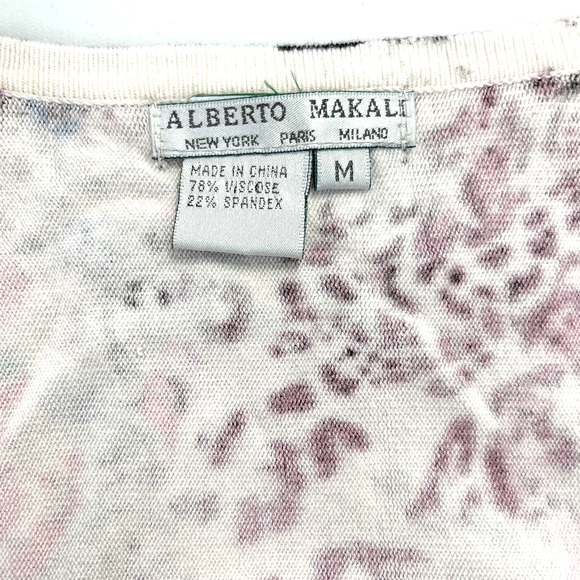 ALBERTO MAKALI
NEW YORK PARIS MILANO
MADE IN CHINA
78% VISCOSE
22% SPANDEX
M